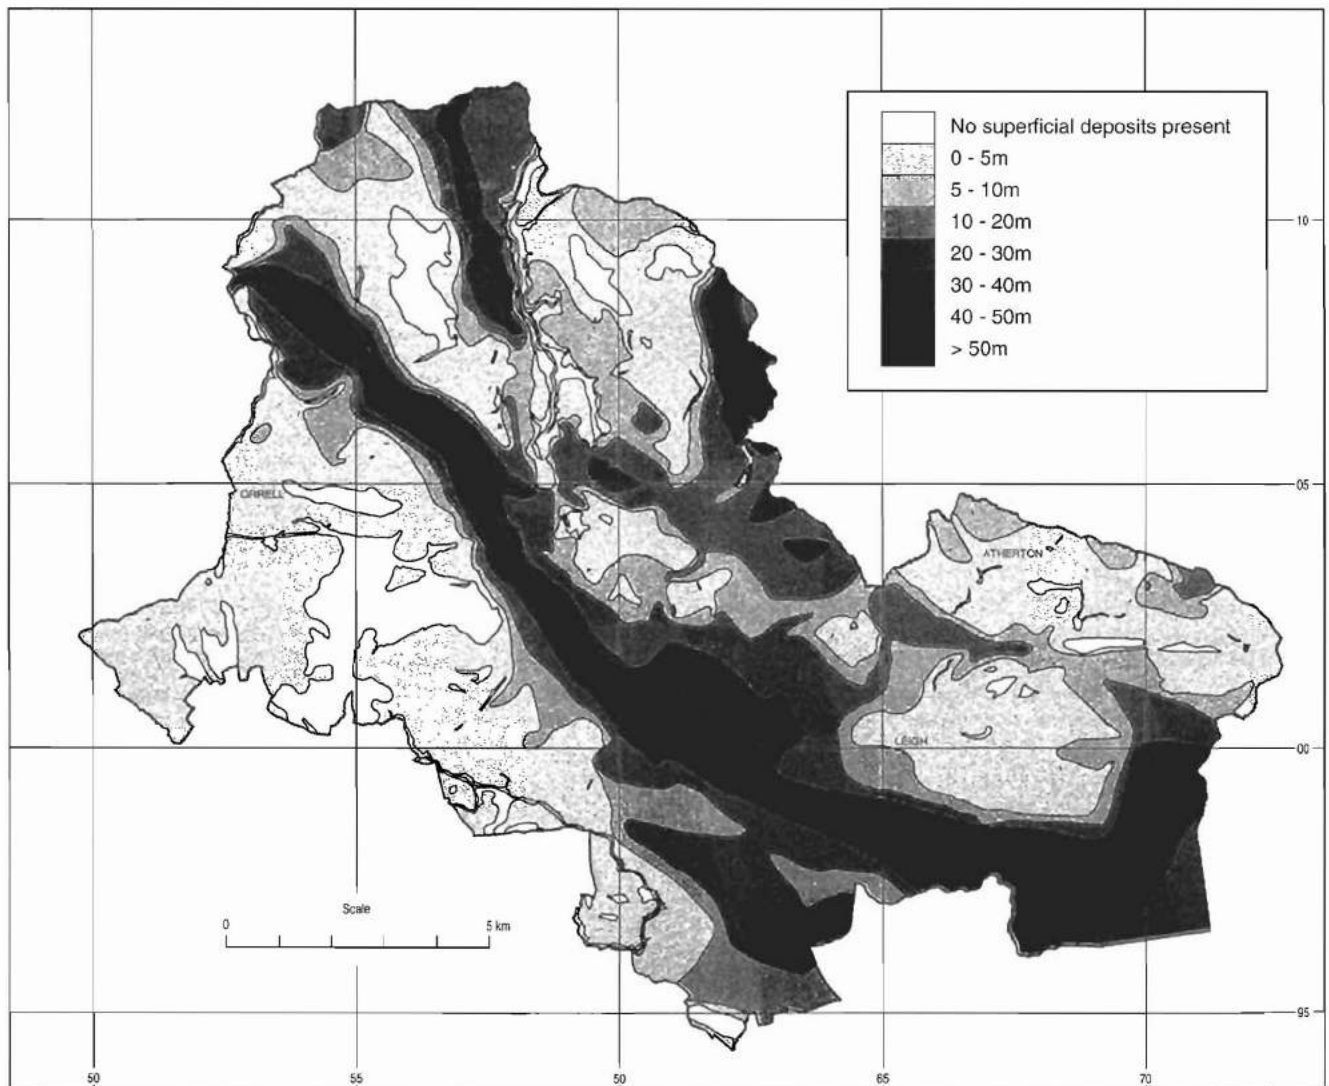 No superficial deposits present
0 - 5m
5 - 10m
10 - 20m
20 - 30m
30 - 40m
40 - 50m
> 50m
10
ORRELL
05
ATHERTON
LEIGH
00
Scale
0 5 km
95
50 55 50 65 70